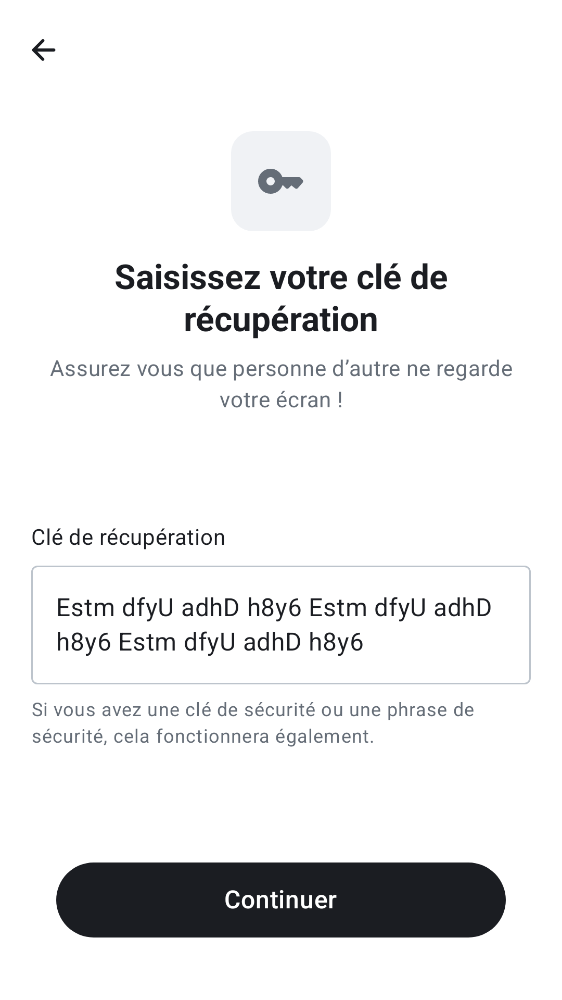 Saisissez votre clé de
récupération
Assurez vous que personne d’autre ne regarde
votre écran !
Clé de récupération
Estm dfyU adhD h8y6 Estm dfyU adhD
h8y6 Estm dfyU adhD h8y6
Si vous avez une clé de sécurité ou une phrase de
sécurité, cela fonctionnera également.
Continuer